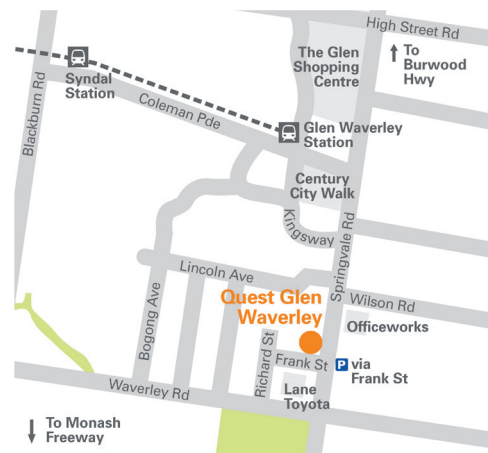 High Street Rd
The Glen
Shopping
Centre
To
Burwood
Hwy
Syndal
Station
Blackburn Rd
Coleman Pde
Glen Waverley
Station
Century
City Walk
Kingsway
Springvale Rd
Lincoln Ave
Wilson Rd
Quest Glen
Waverley
Officeworks
Bogong Ave
Richard St
Frank St
P via
Frank St
Waverley Rd
Lane
Toyota
To Monash
Freeway